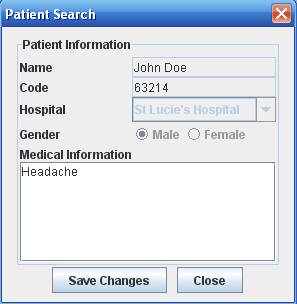 Patient Search
Patient Information
Name John Doe
Code 63214
Hospital St Lucie's Hospital
Gender Male Female
Medical Information
Headache
Save Changes Close